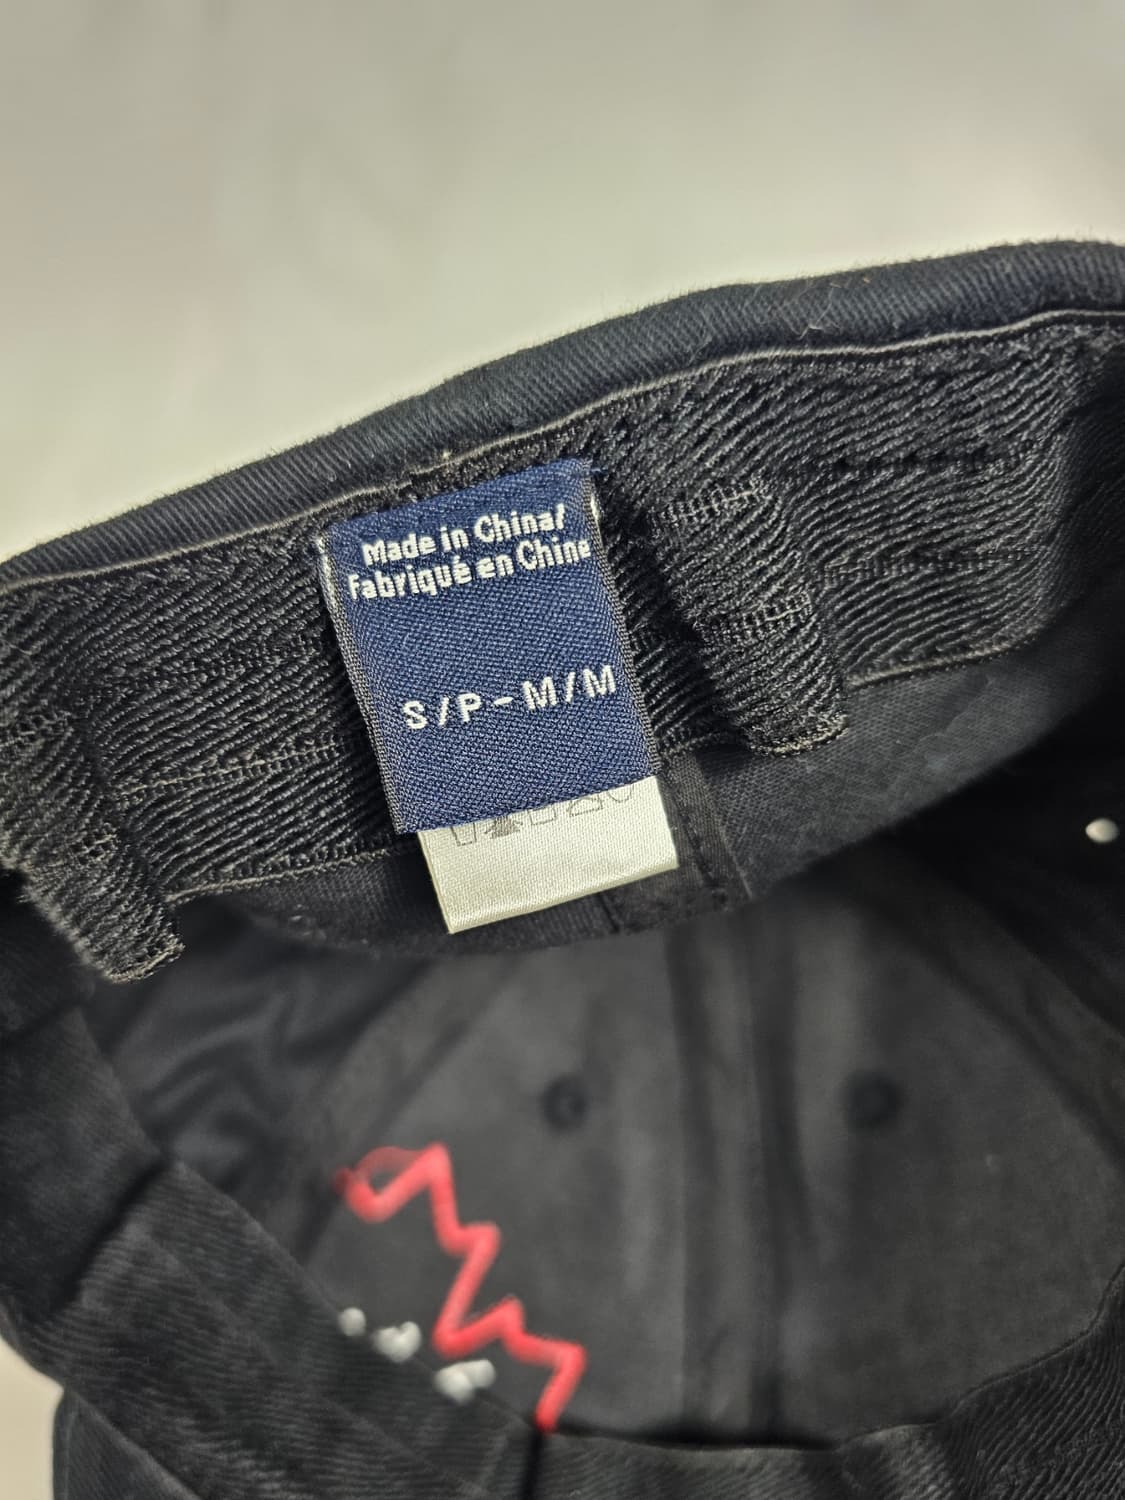 Made in China/
Fabriqué en Chine
S/P-M/M